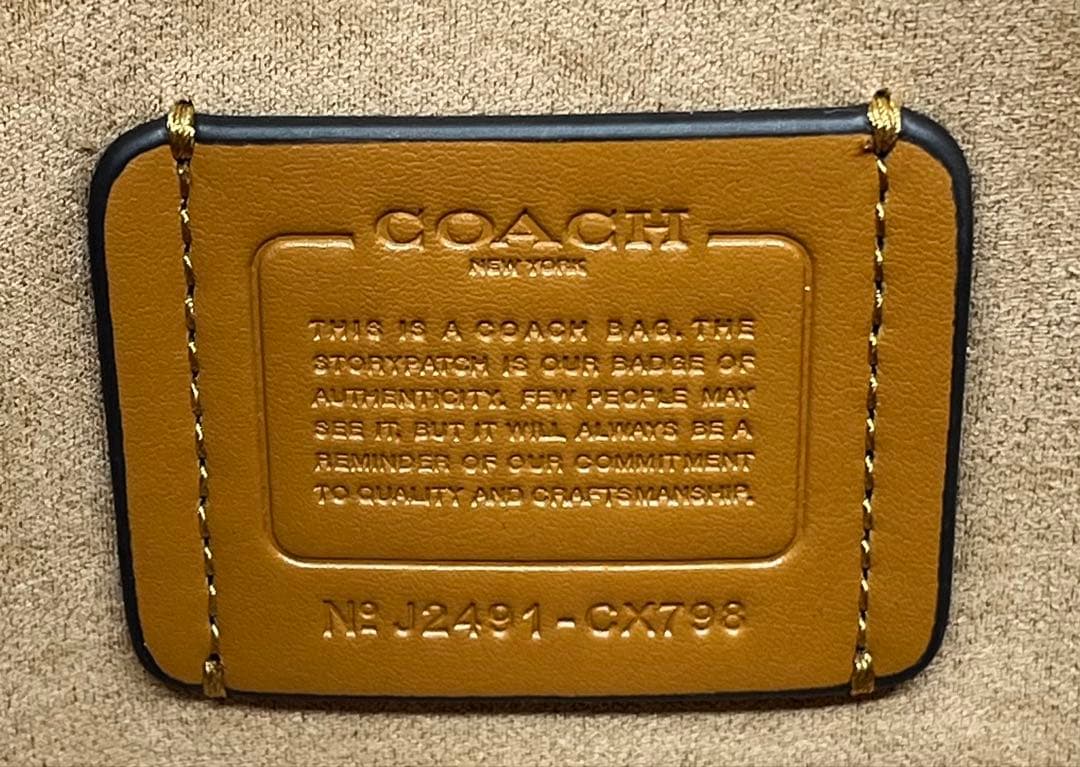 COACH
NEW YORK
THIS IS A COACH BAG. THE
STORYPATCH IS OUR BADGE OF
AUTHENTICITY. FEW PEOPLE MAY
SEE IT, BUT IT WILL ALWAYS BE A
REMINDER OF OUR COMMITMENT
TO QUALITY AND CRAFTSMANSHIP.
Nº J2491-CX798